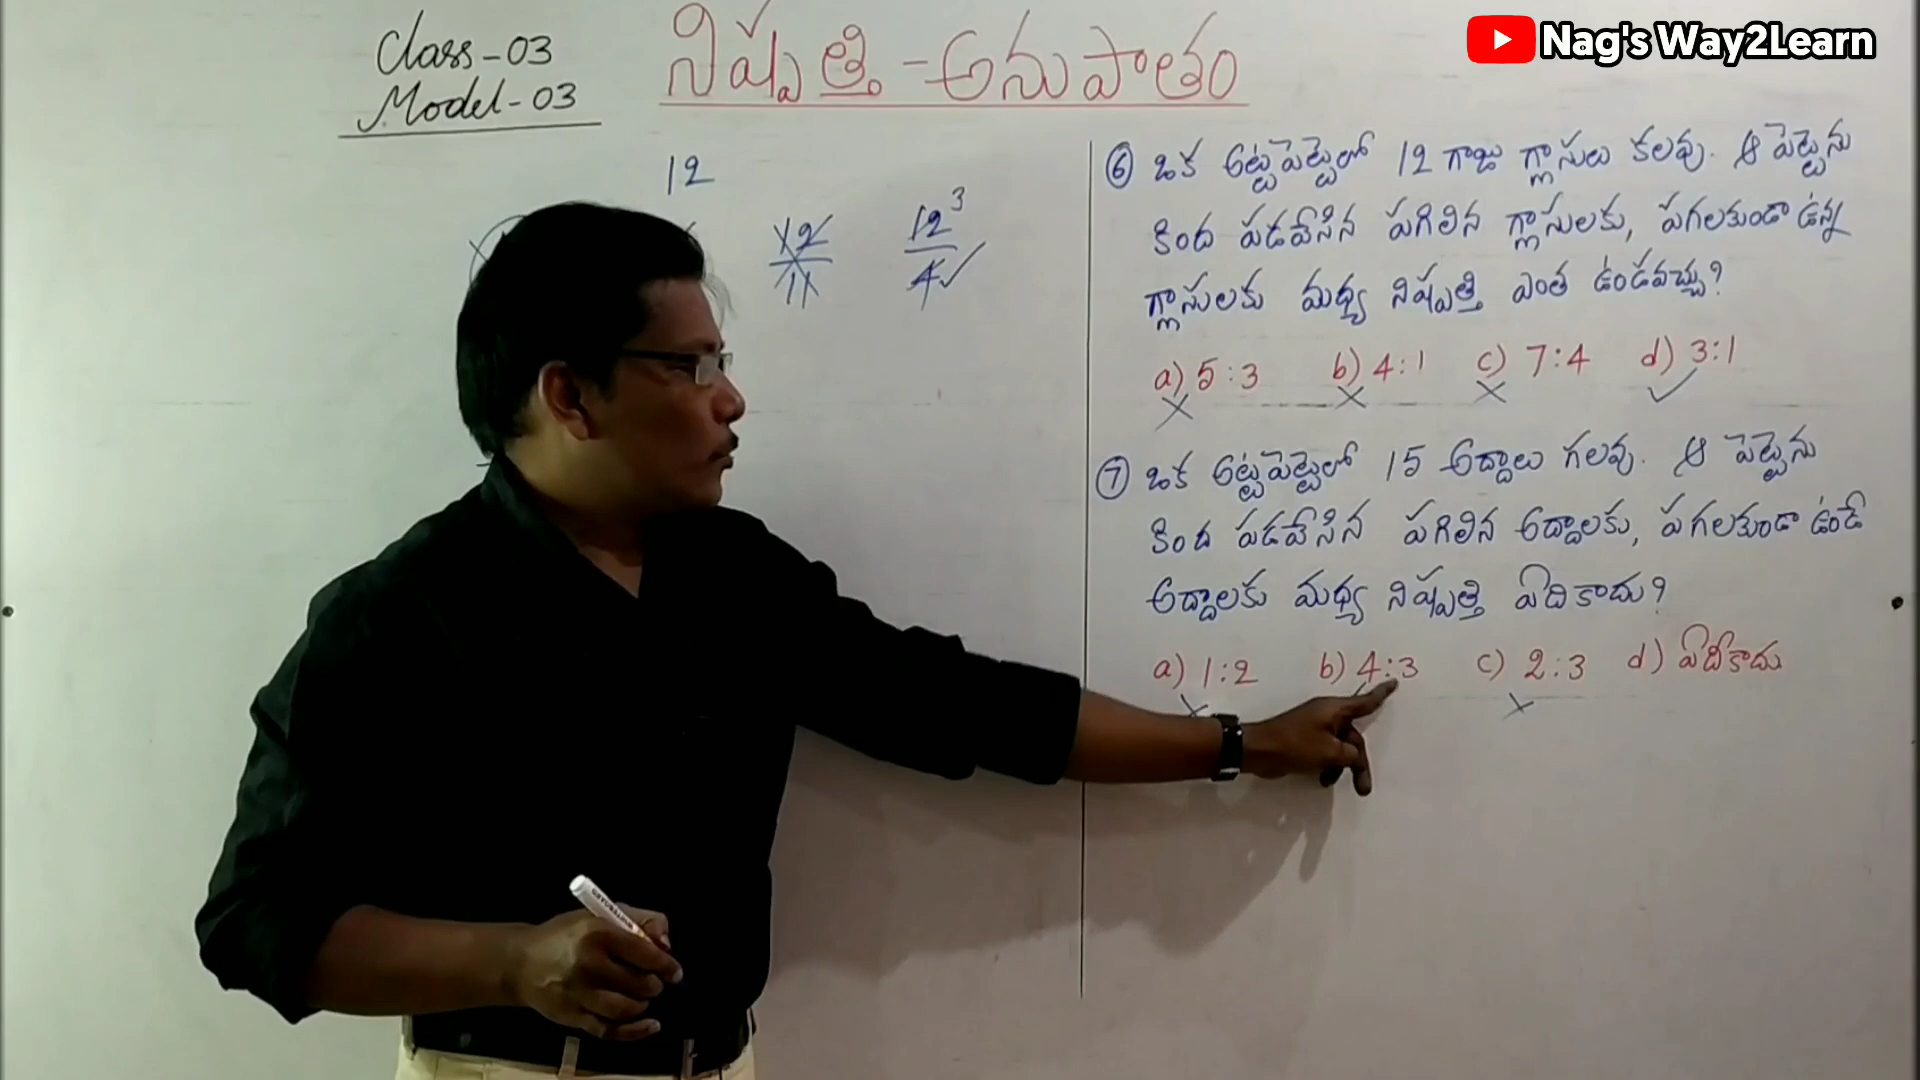 Nag's Way2Learn
Class-03
Model-03
నిష్పత్తి - అనుపాతం
12
12
11
12 3
4
⑥ ఒక అట్టపెట్టెలో 12 గాజు గ్లాసులు కలవు. ఆ పెట్టెను
కింద పడవేసిన పగిలిన గ్లాసులకు, పగలకుండా ఉన్న
గ్లాసులకు మధ్య నిష్పత్తి ఎంత ఉండవచ్చు?
a) 5:3 b) 4:1 c) 7:4 d) 3:1
⑦ ఒక అట్టపెట్టెలో 15 అద్దాలు గలవు. ఆ పెట్టెను
కింద పడవేసిన పగిలిన అద్దాలకు, పగలకుండా ఉండే
అద్దాలకు మధ్య నిష్పత్తి ఏదికాదు?
a) 1:2 b) 4:3 c) 2:3 d) ఏదీకాదు